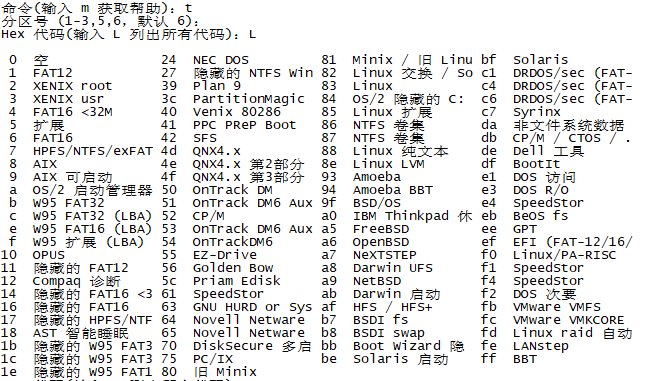 命令(输入 m 获取帮助): t
分区号 (1-3,5,6, 默认 6):
Hex 代码(输入 L 列出所有代码): L
0 空 24 NEC DOS 81 Minix / 旧 Linu bf Solaris
1 FAT12 27 隐藏的 NTFS Win 82 Linux 交换 / So c1 DRDOS/sec (FAT-
2 XENIX root 39 Plan 9 83 Linux c4 DRDOS/sec (FAT-
3 XENIX usr 3c PartitionMagic 84 OS/2 隐藏的 C: c6 DRDOS/sec (FAT-
4 FAT16 <32M 40 Venix 80286 85 Linux 扩展 c7 Syrinx
5 扩展 41 PPC PReP Boot 86 NTFS 卷集 da 非文件系统数据
6 FAT16 42 SFS 87 NTFS 卷集 db CP/M / CTOS / .
7 HPFS/NTFS/exFAT 4d QNX4.x 88 Linux 纯文本 de Dell 工具
8 AIX 4e QNX4.x 第2部分 8e Linux LVM df BootIt
9 AIX 可启动 4f QNX4.x 第3部分 93 Amoeba e1 DOS 访问
a OS/2 启动管理器 50 OnTrack DM 94 Amoeba BBT e3 DOS R/O
b W95 FAT32 51 OnTrack DM6 Aux 9f BSD/OS e4 SpeedStor
c W95 FAT32 (LBA) 52 CP/M a0 IBM Thinkpad 休 eb BeOS fs
e W95 FAT16 (LBA) 53 OnTrack DM6 Aux a5 FreeBSD ee GPT
f W95 扩展 (LBA) 54 OnTrackDM6 a6 OpenBSD ef EFI (FAT-12/16/
10 OPUS 55 EZ-Drive a7 NeXTSTEP f0 Linux/PA-RISC
11 隐藏的 FAT12 56 Golden Bow a8 Darwin UFS f1 SpeedStor
12 Compaq 诊断 5c Priam Edisk a9 NetBSD f4 SpeedStor
14 隐藏的 FAT16 <3 61 SpeedStor ab Darwin 启动 f2 DOS 次要
16 隐藏的 FAT16 63 GNU HURD or Sys af HFS / HFS+ fb VMware VMFS
17 隐藏的 HPFS/NTF 64 Novell Netware b7 BSDI fs fc VMware VMKCORE
18 AST 智能睡眠 65 Novell Netware b8 BSDI swap fd Linux raid 自动
1b 隐藏的 W95 FAT3 70 DiskSecure 多启 bb Boot Wizard 隐 fe LANstep
1c 隐藏的 W95 FAT3 75 PC/IX be Solaris 启动 ff BBT
1e 隐藏的 W95 FAT1 80 旧 Minix